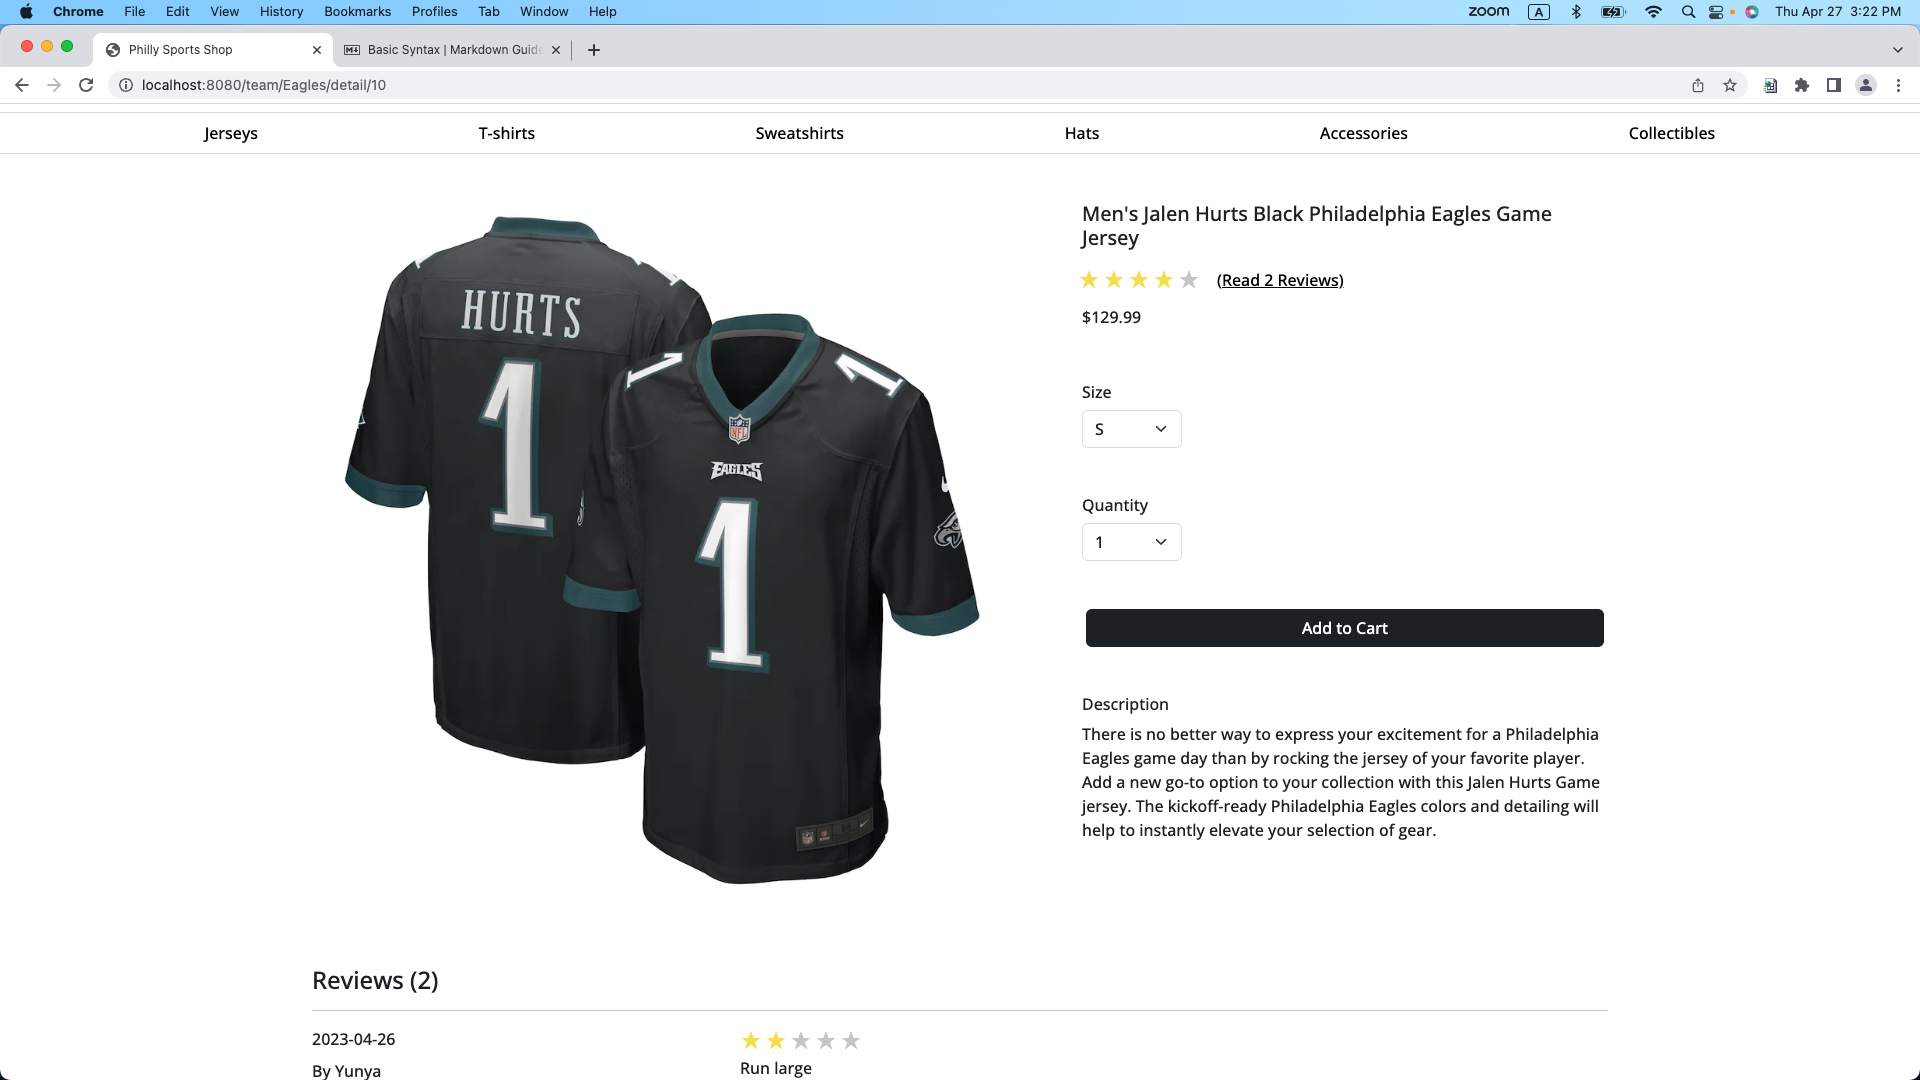 Chrome File Edit View History Bookmarks Profiles Tab Window Help zoom A Thu Apr 27 3:22 PM
Philly Sports Shop Basic Syntax | Markdown Guide
localhost:8080/team/Eagles/detail/10
Jerseys T-shirts Sweatshirts Hats Accessories Collectibles
HURTS
1
1
1
NFL
EAGLES
1
Men's Jalen Hurts Black Philadelphia Eagles Game
Jersey
(Read 2 Reviews)
$129.99
Size
S
Quantity
1
Add to Cart
Description
There is no better way to express your excitement for a Philadelphia
Eagles game day than by rocking the jersey of your favorite player.
Add a new go-to option to your collection with this Jalen Hurts Game
jersey. The kickoff-ready Philadelphia Eagles colors and detailing will
help to instantly elevate your selection of gear.
Reviews (2)
2023-04-26
By Yunya
Run large